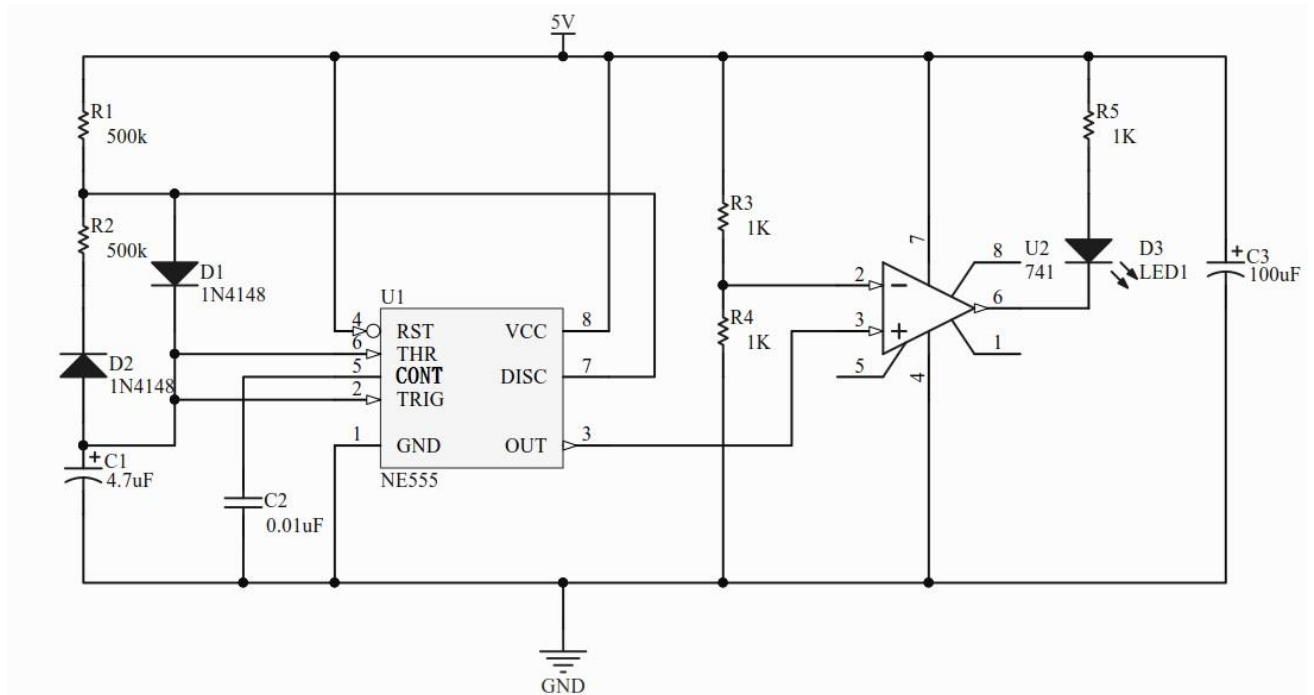 5V
R1
500k
R2
500k
D1
1N4148
D2
1N4148
+
C1
4.7uF
C2
0.01uF
U1
4
RST
6
THR
5
CONT
2
TRIG
1
GND
VCC
8
DISC
7
OUT
3
NE555
R3
1K
R4
1K
2
3
−
+
7
8
6
1
5
4
U2
741
R5
1K
D3
LED1
+
C3
100uF
GND